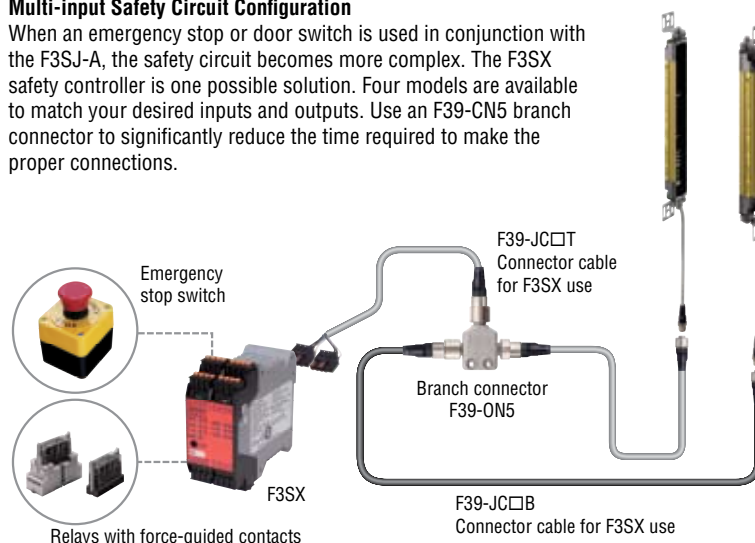 Multi-input Safety Circuit Configuration
When an emergency stop or door switch is used in conjunction with
the F3SJ-A, the safety circuit becomes more complex. The F3SX
safety controller is one possible solution. Four models are available
to match your desired inputs and outputs. Use an F39-CN5 branch
connector to significantly reduce the time required to make the
proper connections.
F39-JC□T
Connector cable
for F3SX use
Emergency
stop switch
Branch connector
F39-ON5
F3SX
F39-JC□B
Connector cable for F3SX use
Relays with force-guided contacts